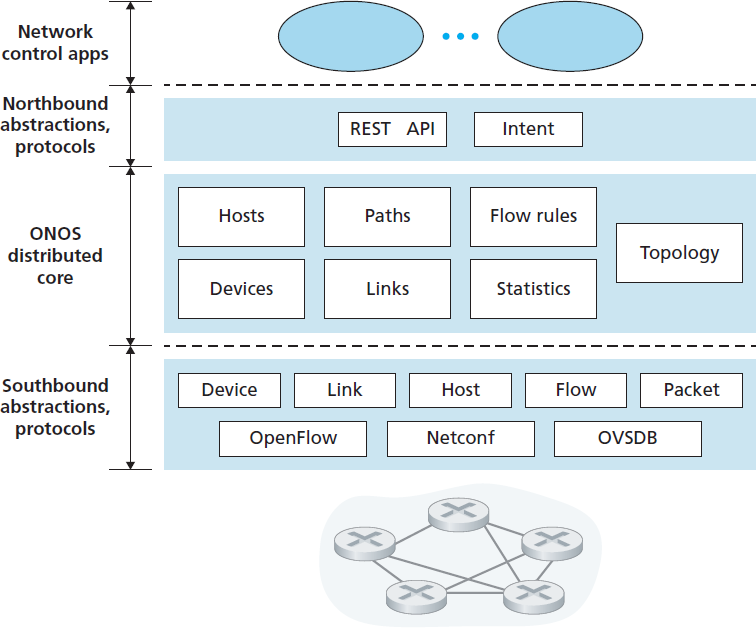 Network
control apps
Northbound
abstractions,
protocols
REST API
Intent
ONOS
distributed
core
Hosts
Paths
Flow rules
Topology
Devices
Links
Statistics
Southbound
abstractions,
protocols
Device
Link
Host
Flow
Packet
OpenFlow
Netconf
OVSDB